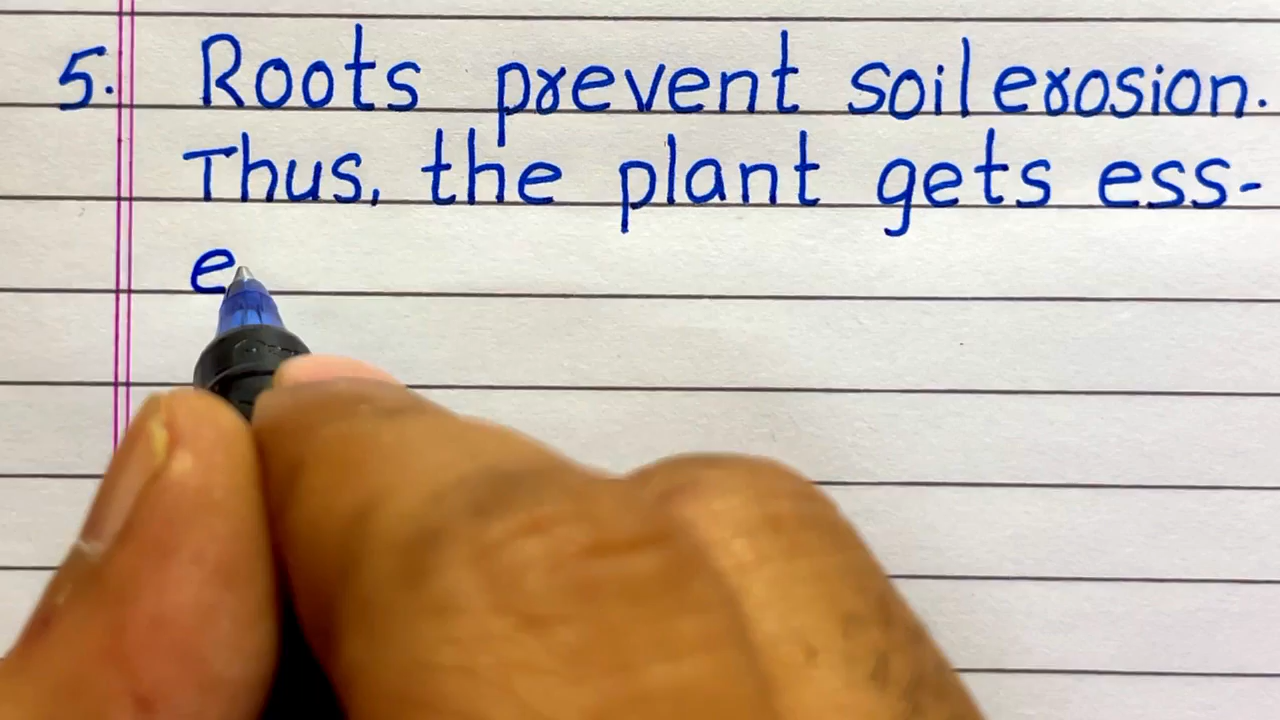 5. Roots prevent soil erosion.
Thus, the plant gets ess-
e